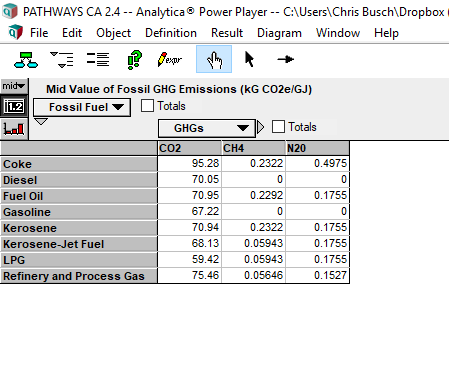 PATHWAYS CA 2.4 -- Analytica® Power Player -- C:\Users\Chris Busch\Dropbox (
File Edit Object Definition Result Diagram Window Help
expr
mid Mid Value of Fossil GHG Emissions (kG CO2e/GJ)
1.2 Fossil Fuel Totals
GHGs Totals
CO2 CH4 N20
Coke 95.28 0.2322 0.4975
Diesel 70.05 0 0
Fuel Oil 70.95 0.2292 0.1755
Gasoline 67.22 0 0
Kerosene 70.94 0.2322 0.1755
Kerosene-Jet Fuel 68.13 0.05943 0.1755
LPG 59.42 0.05943 0.1755
Refinery and Process Gas 75.46 0.05646 0.1527